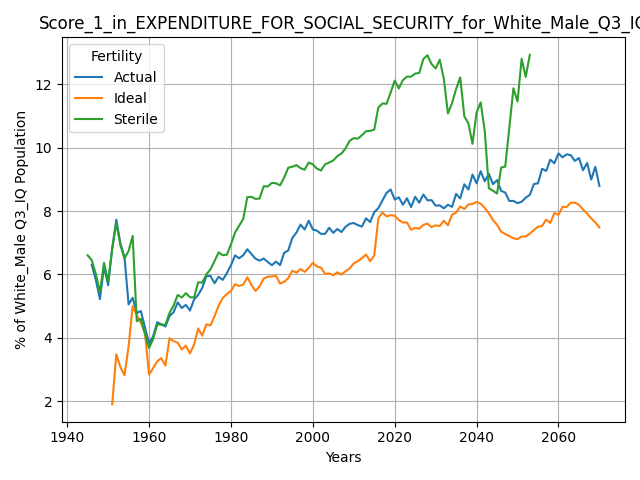 Score_1_in_EXPENDITURE_FOR_SOCIAL_SECURITY_for_White_Male_Q3_IQ
Fertility
Actual
Ideal
Sterile
12
10
8
6
4
2
% of White_Male Q3_IQ Population
1940 1960 1980 2000 2020 2040 2060
Years